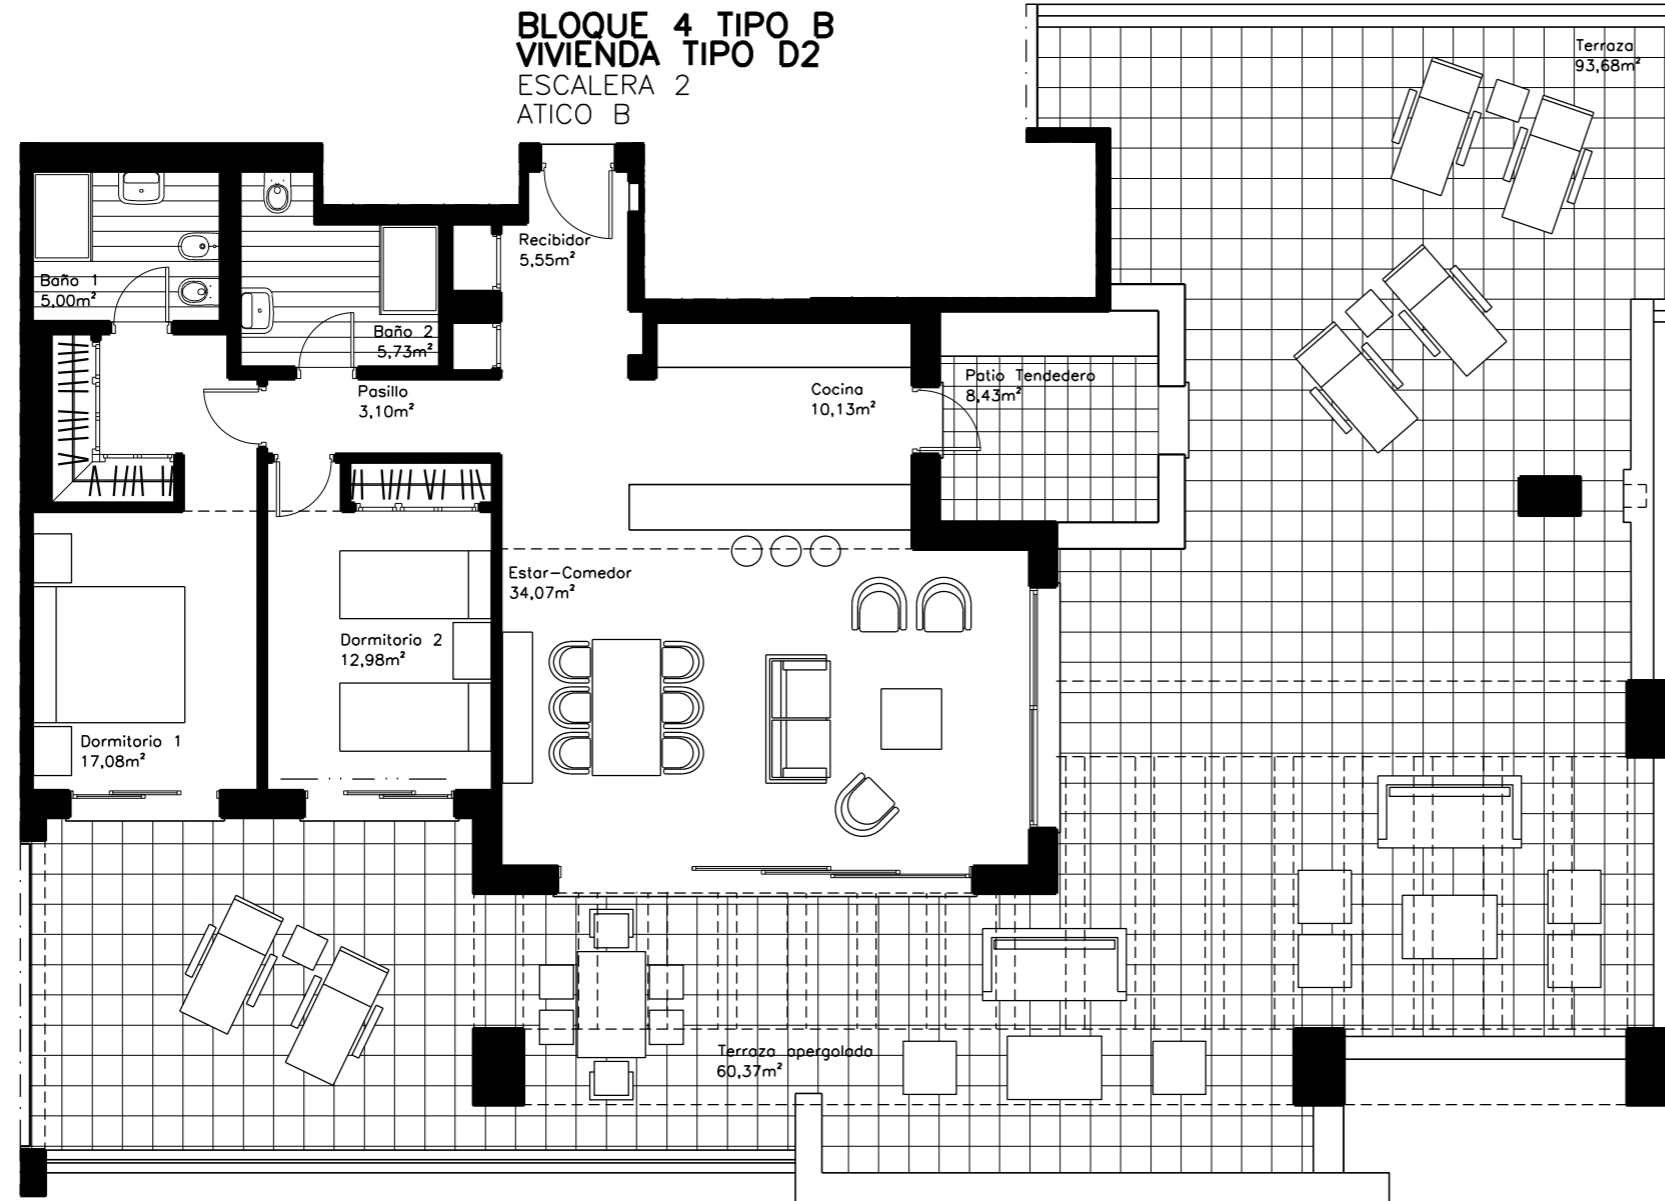 BLOQUE 4 TIPO B
VIVIENDA TIPO D2
ESCALERA 2
ATICO B
Terraza
93,68m²
Recibidor
5,55m²
Baño 1
5,00m²
Baño 2
5,73m²
Pasillo
3,10m²
Cocina
10,13m²
Patio Tendedero
8,43m²
Estar-Comedor
34,07m²
Dormitorio 2
12,98m²
Dormitorio 1
17,08m²
Terraza apergolada
60,37m²